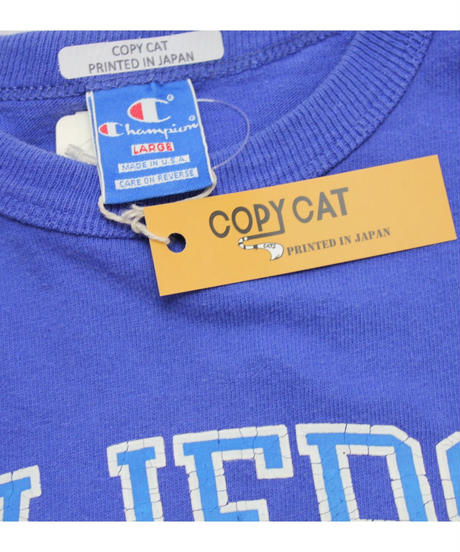 COPY CAT
PRINTED IN JAPAN
Champion
LARGE
MADE IN U.S.A.
CARE ON REVERSE
COPY CAT
PRINTED IN JAPAN